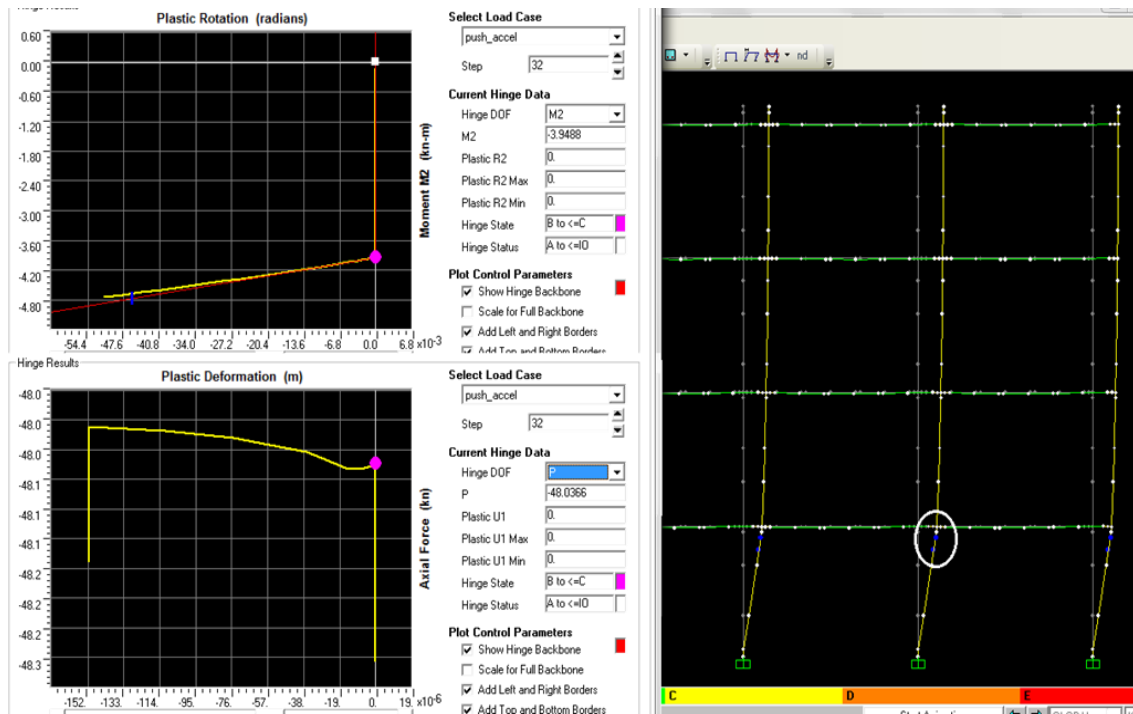 Hinge Results
Plastic Rotation (radians)
0.60
0.00
-0.60
-1.20
-1.80
-2.40
-3.00
-3.60
-4.20
-4.80
Moment M2 (kn-m)
-54.4 -47.6 -40.8 -34.0 -27.2 -20.4 -13.6 -6.8 0.0 6.8 x10-3
Select Load Case
push_accel
Step 32
Current Hinge Data
Hinge DOF M2
M2 -3.9488
Plastic R2 0.
Plastic R2 Max 0.
Plastic R2 Min 0.
Hinge State B to <=C
Hinge Status A to <=IO
Plot Control Parameters
Show Hinge Backbone
Scale for Full Backbone
Add Left and Right Borders
Add Top and Bottom Borders
Hinge Results
Plastic Deformation (m)
-48.0
-48.0
-48.0
-48.1
-48.1
-48.1
-48.2
-48.2
-48.2
-48.3
Axial Force (kn)
-152. -133. -114. -95. -76. -57. -38. -19. 0. 19. x10-6
Select Load Case
push_accel
Step 32
Current Hinge Data
Hinge DOF P
P -48.0366
Plastic U1 0.
Plastic U1 Max 0.
Plastic U1 Min 0.
Hinge State B to <=C
Hinge Status A to <=IO
Plot Control Parameters
Show Hinge Backbone
Scale for Full Backbone
Add Left and Right Borders
Add Top and Bottom Borders
nd
C D E